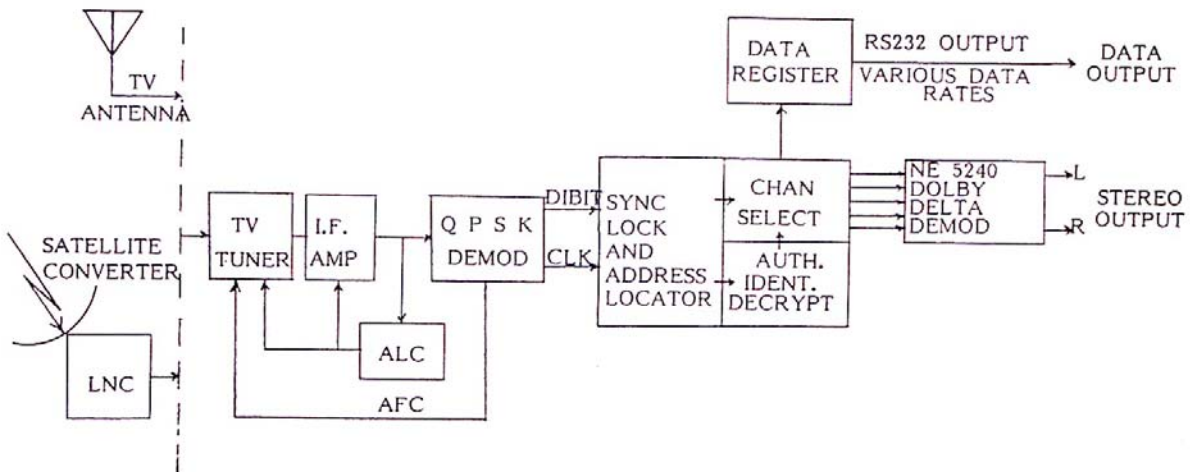 TV
ANTENNA
SATELLITE
CONVERTER
LNC
TV
TUNER
I.F.
AMP
ALC
AFC
Q P S K
DEMOD
DIBIT
CLK
SYNC
LOCK
AND
ADDRESS
LOCATOR
CHAN
SELECT
AUTH.
IDENT.
DECRYPT
DATA
REGISTER
RS232 OUTPUT
VARIOUS DATA
RATES
DATA
OUTPUT
NE 5240
DOLBY
DELTA
DEMOD
L
R
STEREO
OUTPUT